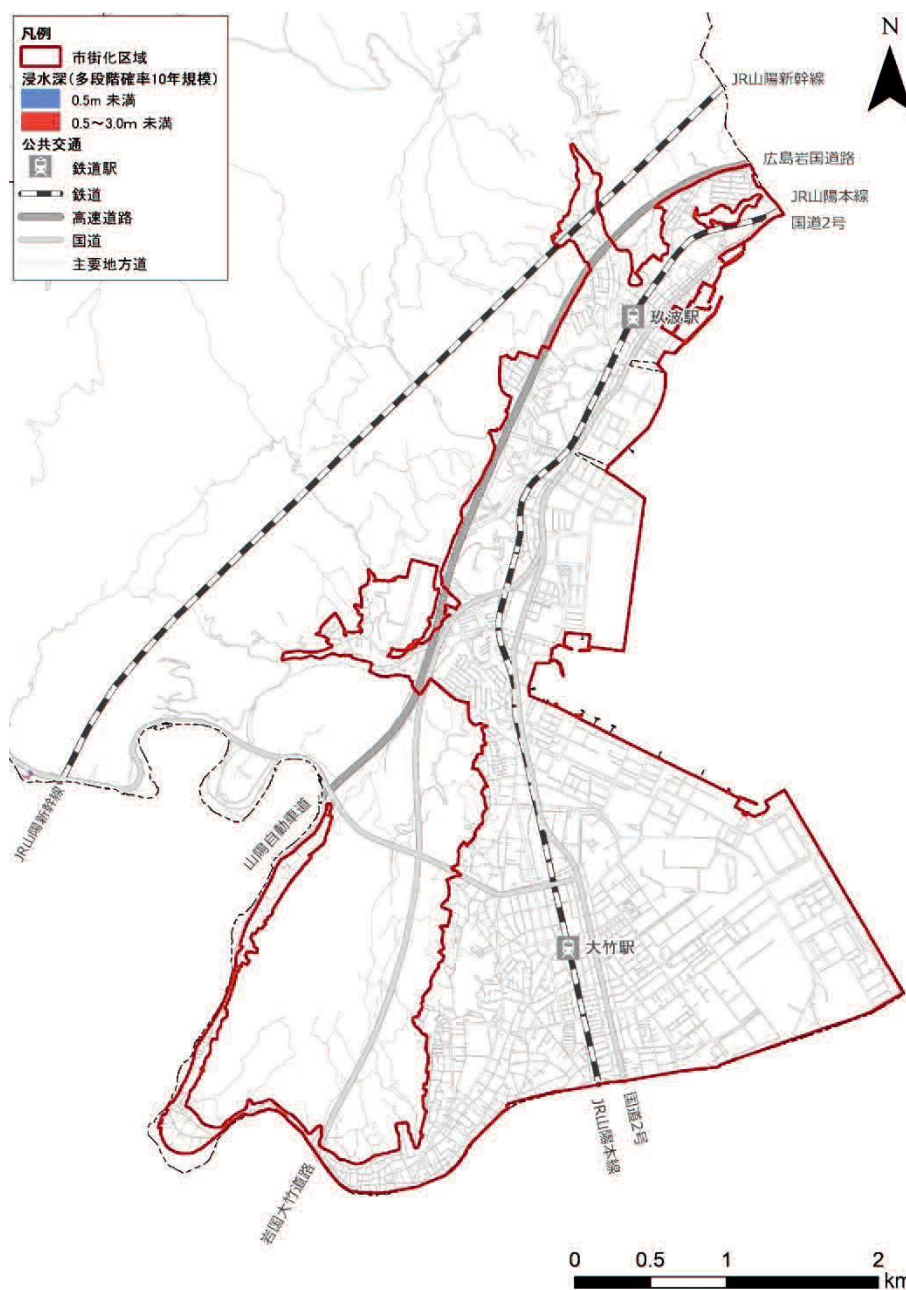 凡例
市街化区域
浸水深(多段階確率10年規模)
0.5m 未満
0.5~3.0m 未満
公共交通
鉄道駅
鉄道
高速道路
国道
主要地方道
N
JR山陽新幹線
広島岩国道路
JR山陽本線
国道2号
玖波駅
JR山陽新幹線
山陽自動車道
大竹駅
岩国大竹道路
JR山陽本線
国道2号
0 0.5 1 2
km